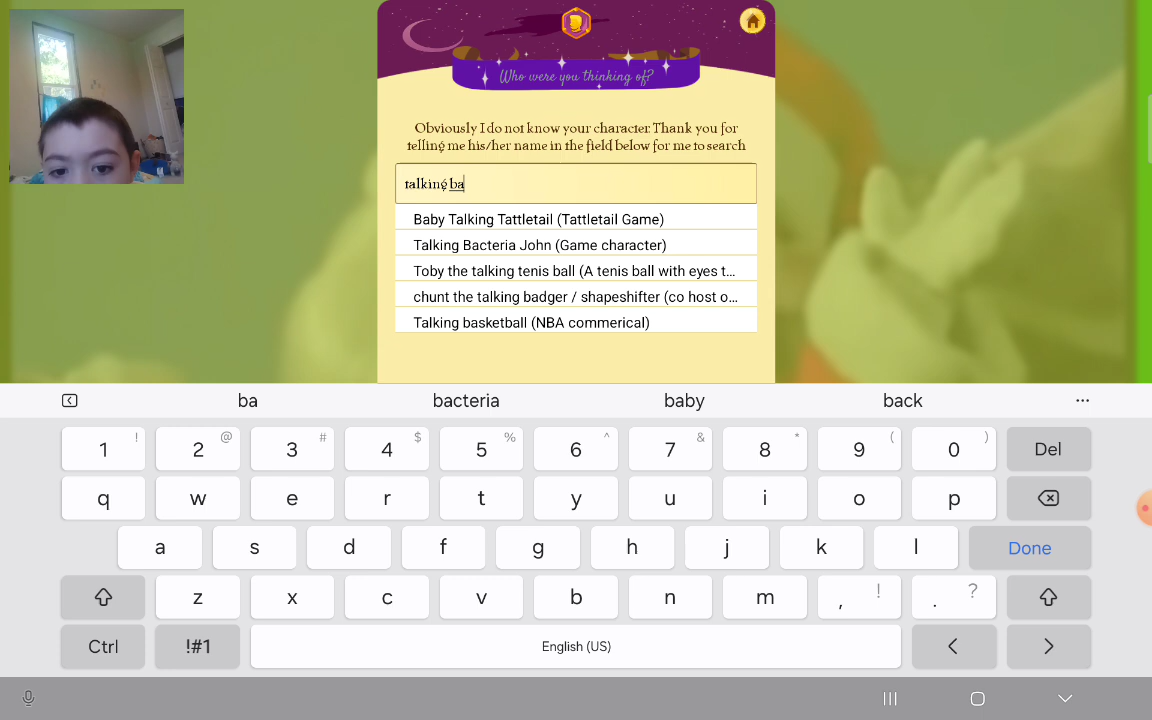 Who were you thinking of?
Obviously I do not know your character. Thank you for
telling me his/her name in the field below for me to search
talking ba
Baby Talking Tattletail (Tattletail Game)
Talking Bacteria John (Game character)
Toby the talking tenis ball (A tenis ball with eyes t...
chunt the talking badger / shapeshifter (co host o...
Talking basketball (NBA commerical)
ba bacteria baby back ...
1 ! 2 @ 3 # 4 $ 5 % 6 ^ 7 & 8 * 9 ( 0 ) Del
q w e r t y u i o p
a s d f g h j k l Done
z x c v b n m , ! . ?
Ctrl !#1 English (US) < >